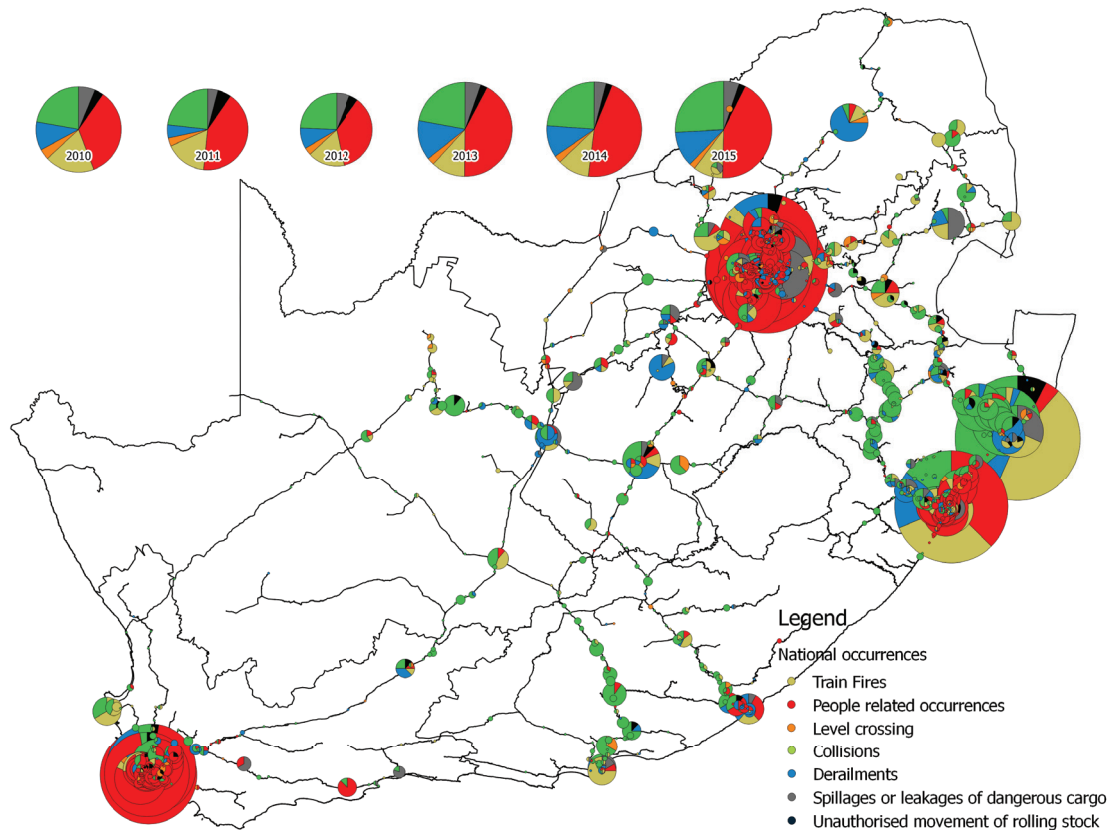 2010
2011
2012
2013
2014
2015
Legend
National occurrences
Train Fires
People related occurrences
Level crossing
Collisions
Derailments
Spillages or leakages of dangerous cargo
Unauthorised movement of rolling stock